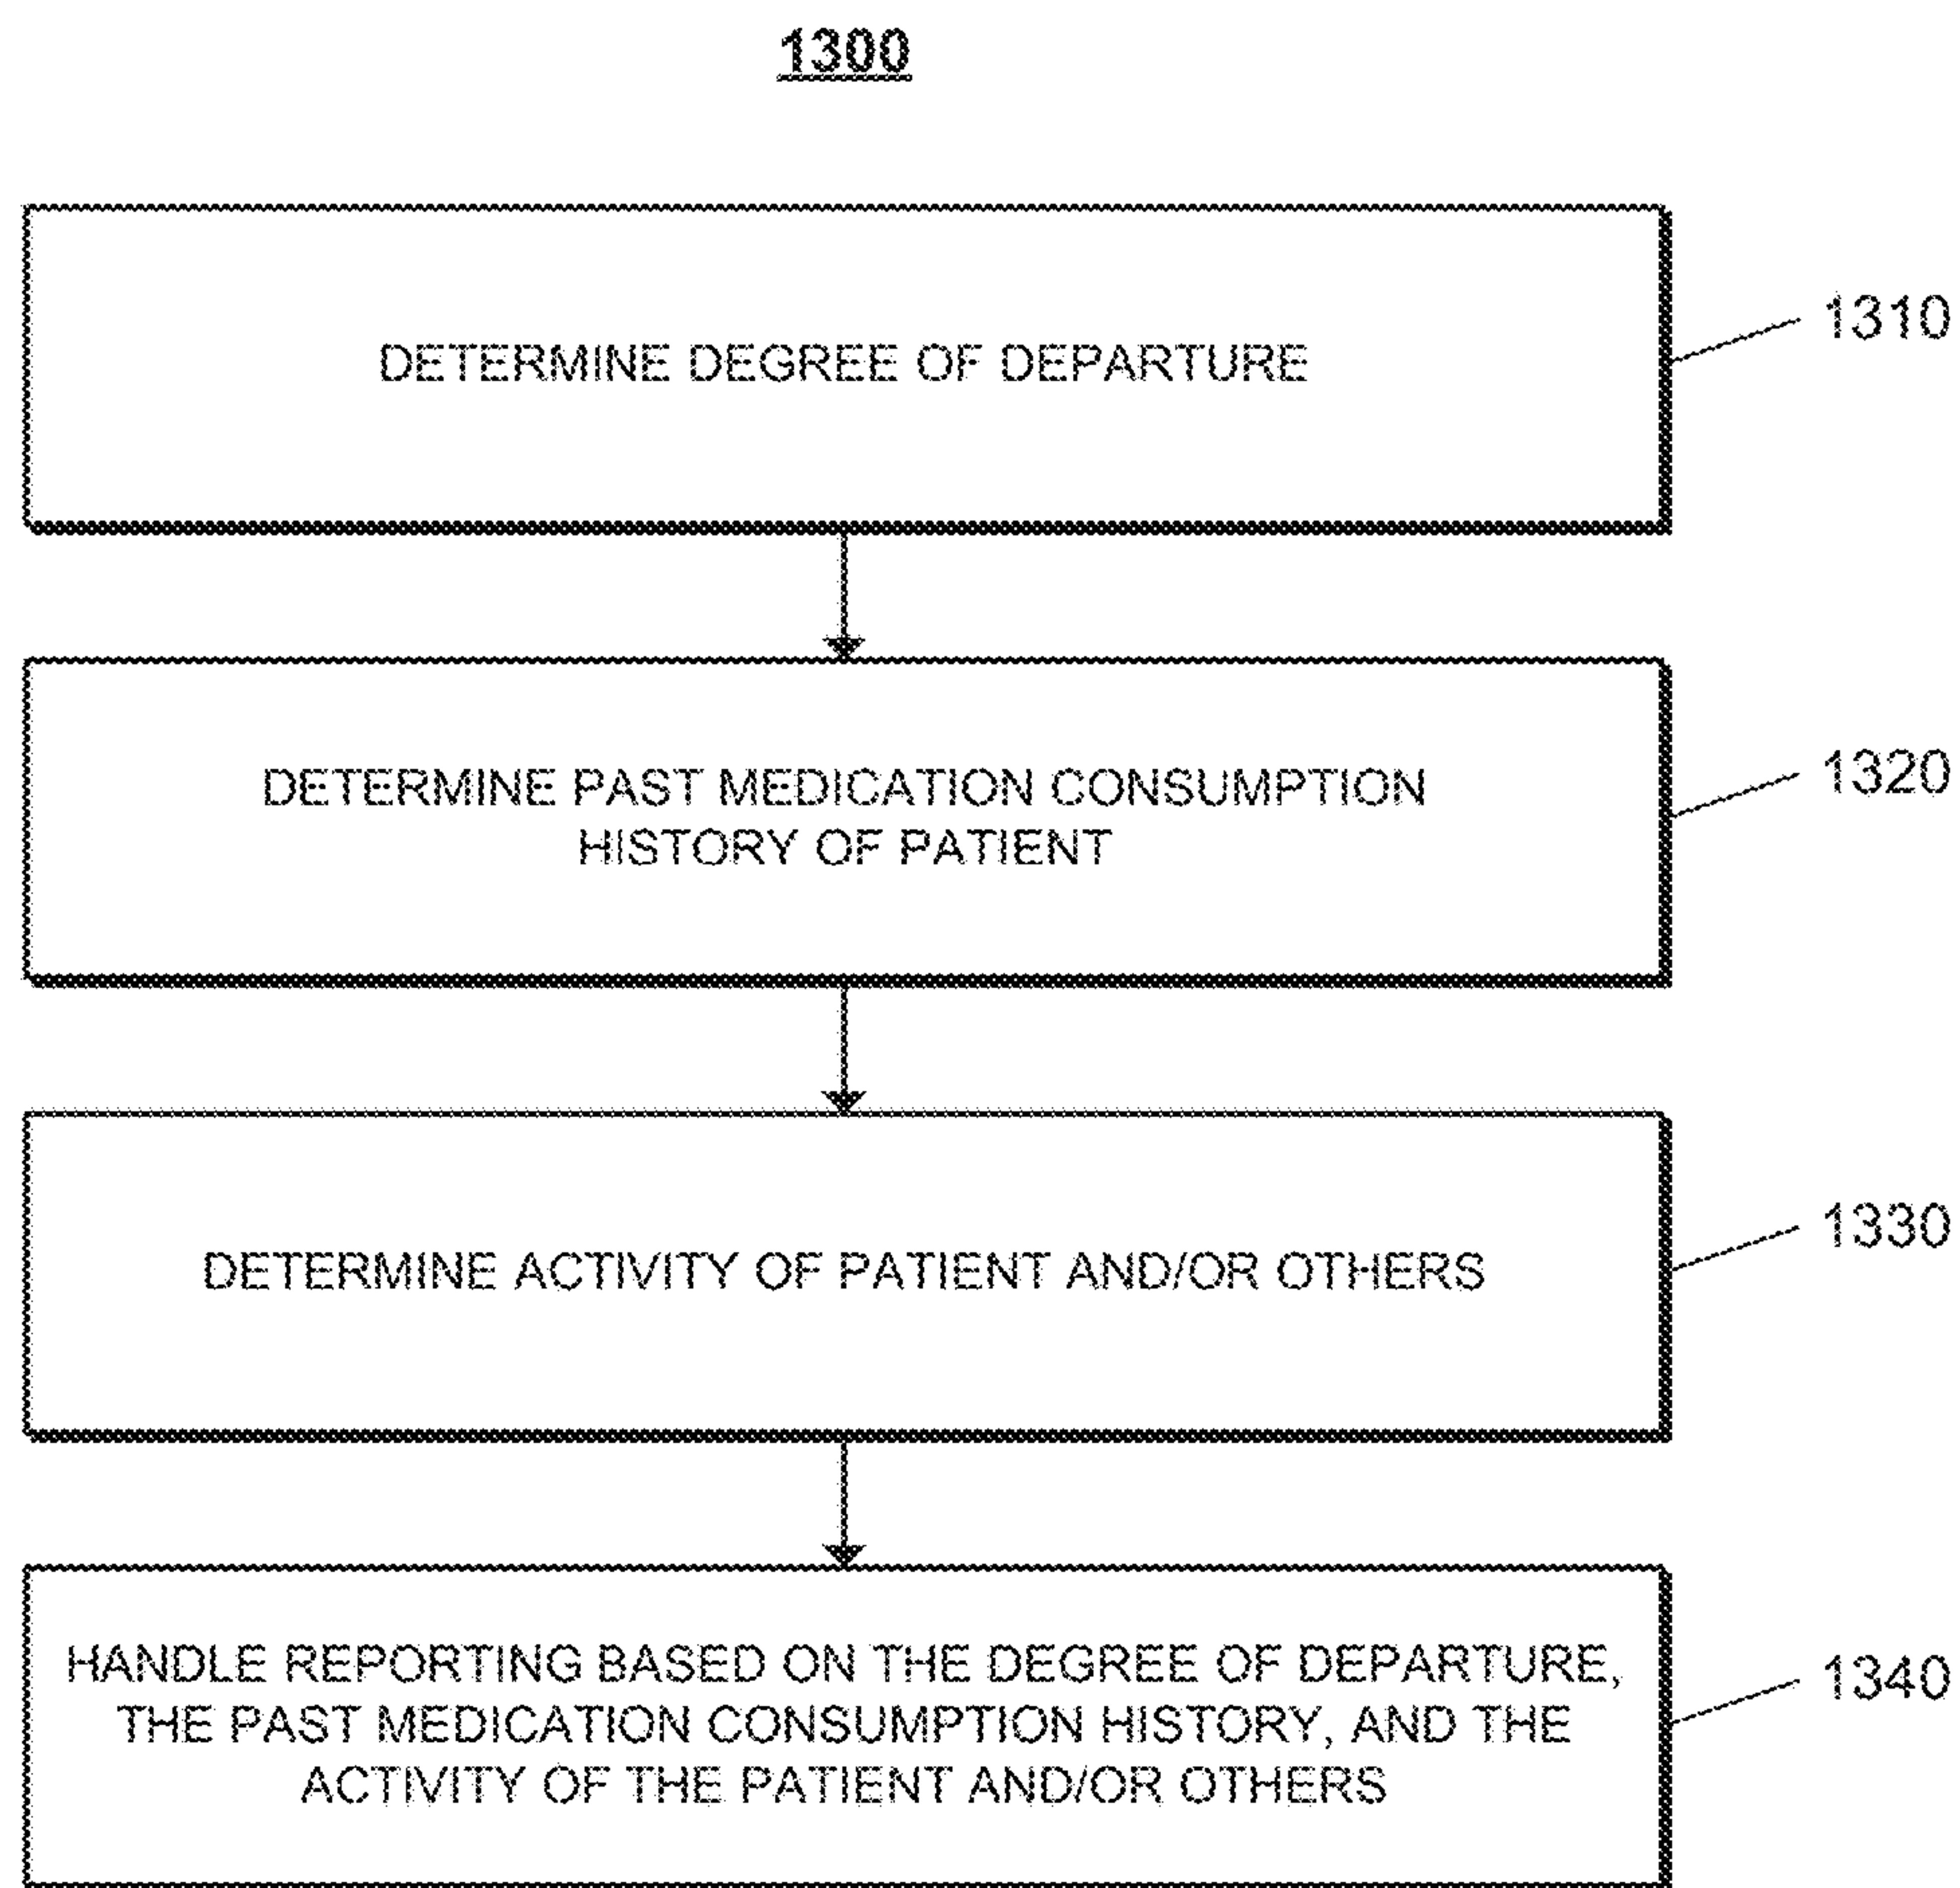 1300
DETERMINE DEGREE OF DEPARTURE
1310
DETERMINE PAST MEDICATION CONSUMPTION
HISTORY OF PATIENT
1320
DETERMINE ACTIVITY OF PATIENT AND/OR OTHERS
1330
HANDLE REPORTING BASED ON THE DEGREE OF DEPARTURE,
THE PAST MEDICATION CONSUMPTION HISTORY, AND THE
ACTIVITY OF THE PATIENT AND/OR OTHERS
1340